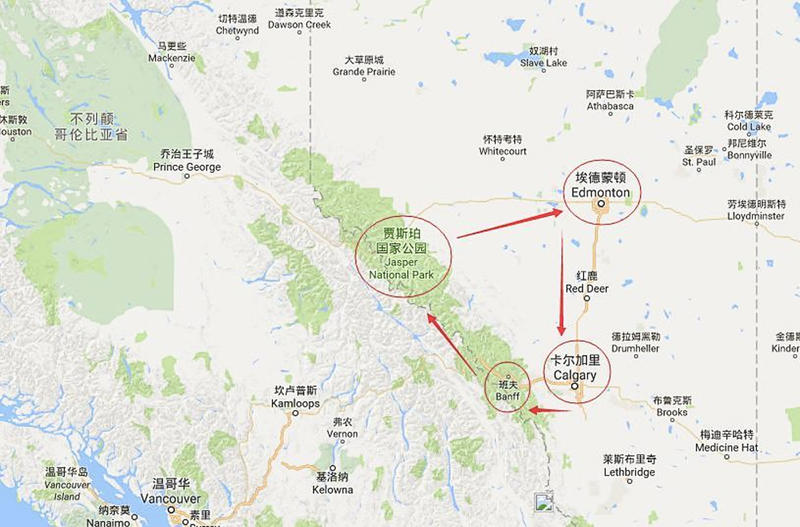 切特温德
Chetwynd
道森克里克
Dawson Creek
马更些
Mackenzie
大草原城
Grande Prairie
奴湖村
Slave Lake
阿萨巴斯卡
Athabasca
斯
ers
休斯敦
ouston
不列颠
哥伦比亚省
乔治王子城
Prince George
怀特考特
Whitecourt
科尔德莱克
Cold Lake
圣保罗
St. Paul
邦尼维尔
Bonnyville
埃德蒙顿
Edmonton
劳埃德明斯特
Lloydminster
贾斯珀
国家公园
Jasper
National Park
红鹿
Red Deer
德拉姆黑勒
Drumheller
金德斯
Kinder
卡尔加里
Calgary
班夫
Banff
坎卢普斯
Kamloops
布鲁克斯
Brooks
弗农
Vernon
梅迪辛哈特
Medicine Hat
莱斯布里奇
Lethbridge
基洛纳
Kelowna
温哥华岛
Vancouver
Island
温哥华
Vancouver
纳奈莫
Nanaimo
素里
Surrey